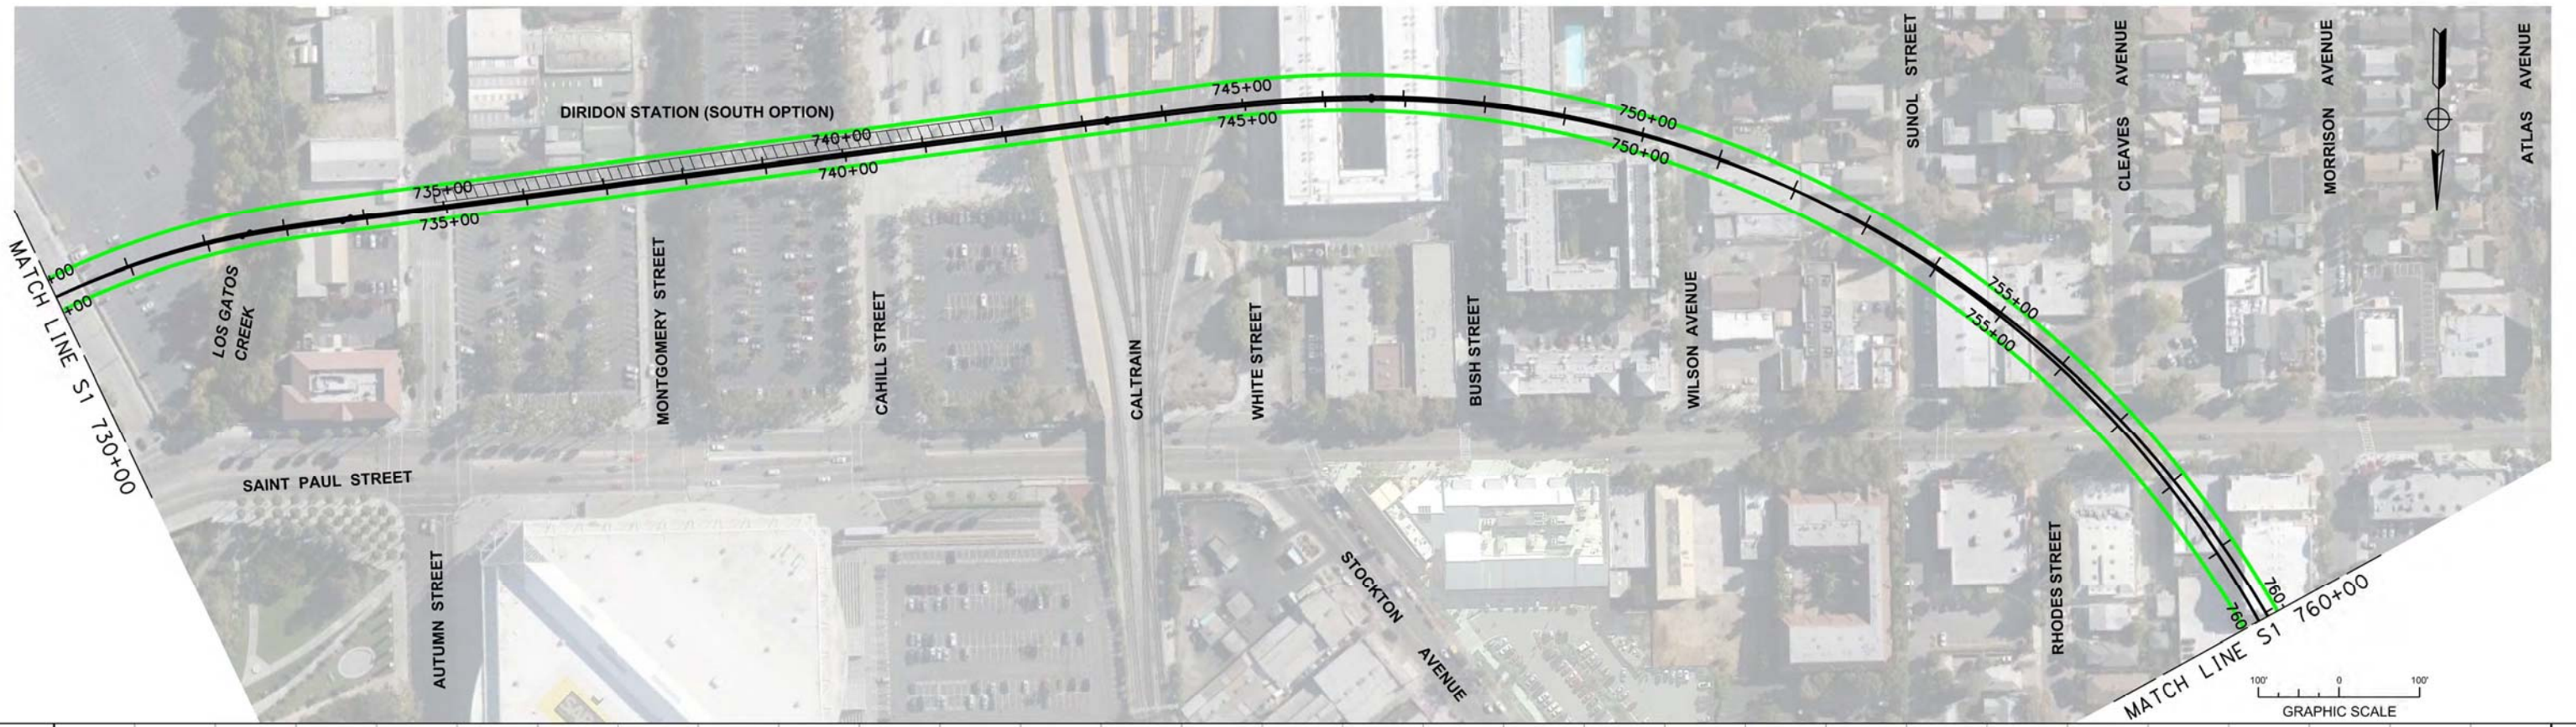 DIRIDON STATION (SOUTH OPTION)
745+00
745+00
740+00
740+00
735+00
735+00
750+00
750+00
755+00
755+00
+00
+00
760
760
MATCH LINE S1 730+00
MATCH LINE S1 760+00
LOS GATOS
CREEK
SAINT PAUL STREET
AUTUMN STREET
MONTGOMERY STREET
CAHILL STREET
CALTRAIN
WHITE STREET
STOCKTON
AVENUE
BUSH STREET
WILSON AVENUE
SUNOL STREET
RHODES STREET
CLEAVES AVENUE
MORRISON AVENUE
ATLAS AVENUE
100' 0 100'
GRAPHIC SCALE